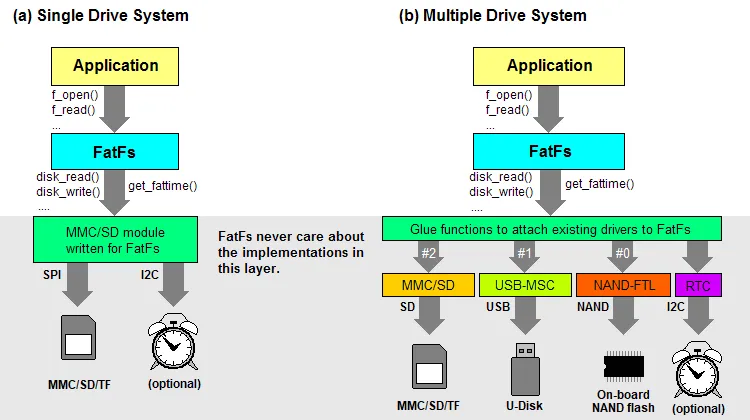 (a) Single Drive System
Application
f_open()
f_read()
...
FatFs
disk_read()
disk_write()
....
get_fattime()
MMC/SD module
written for FatFs
SPI
I2C
MMC/SD/TF
(optional)
FatFs never care about
the implementations in
this layer.
(b) Multiple Drive System
Application
f_open()
f_read()
...
FatFs
disk_read()
disk_write()
....
get_fattime()
Glue functions to attach existing drivers to FatFs
#2
#1
#0
MMC/SD
USB-MSC
NAND-FTL
RTC
SD
USB
NAND
I2C
MMC/SD/TF
U-Disk
On-board
NAND flash
(optional)